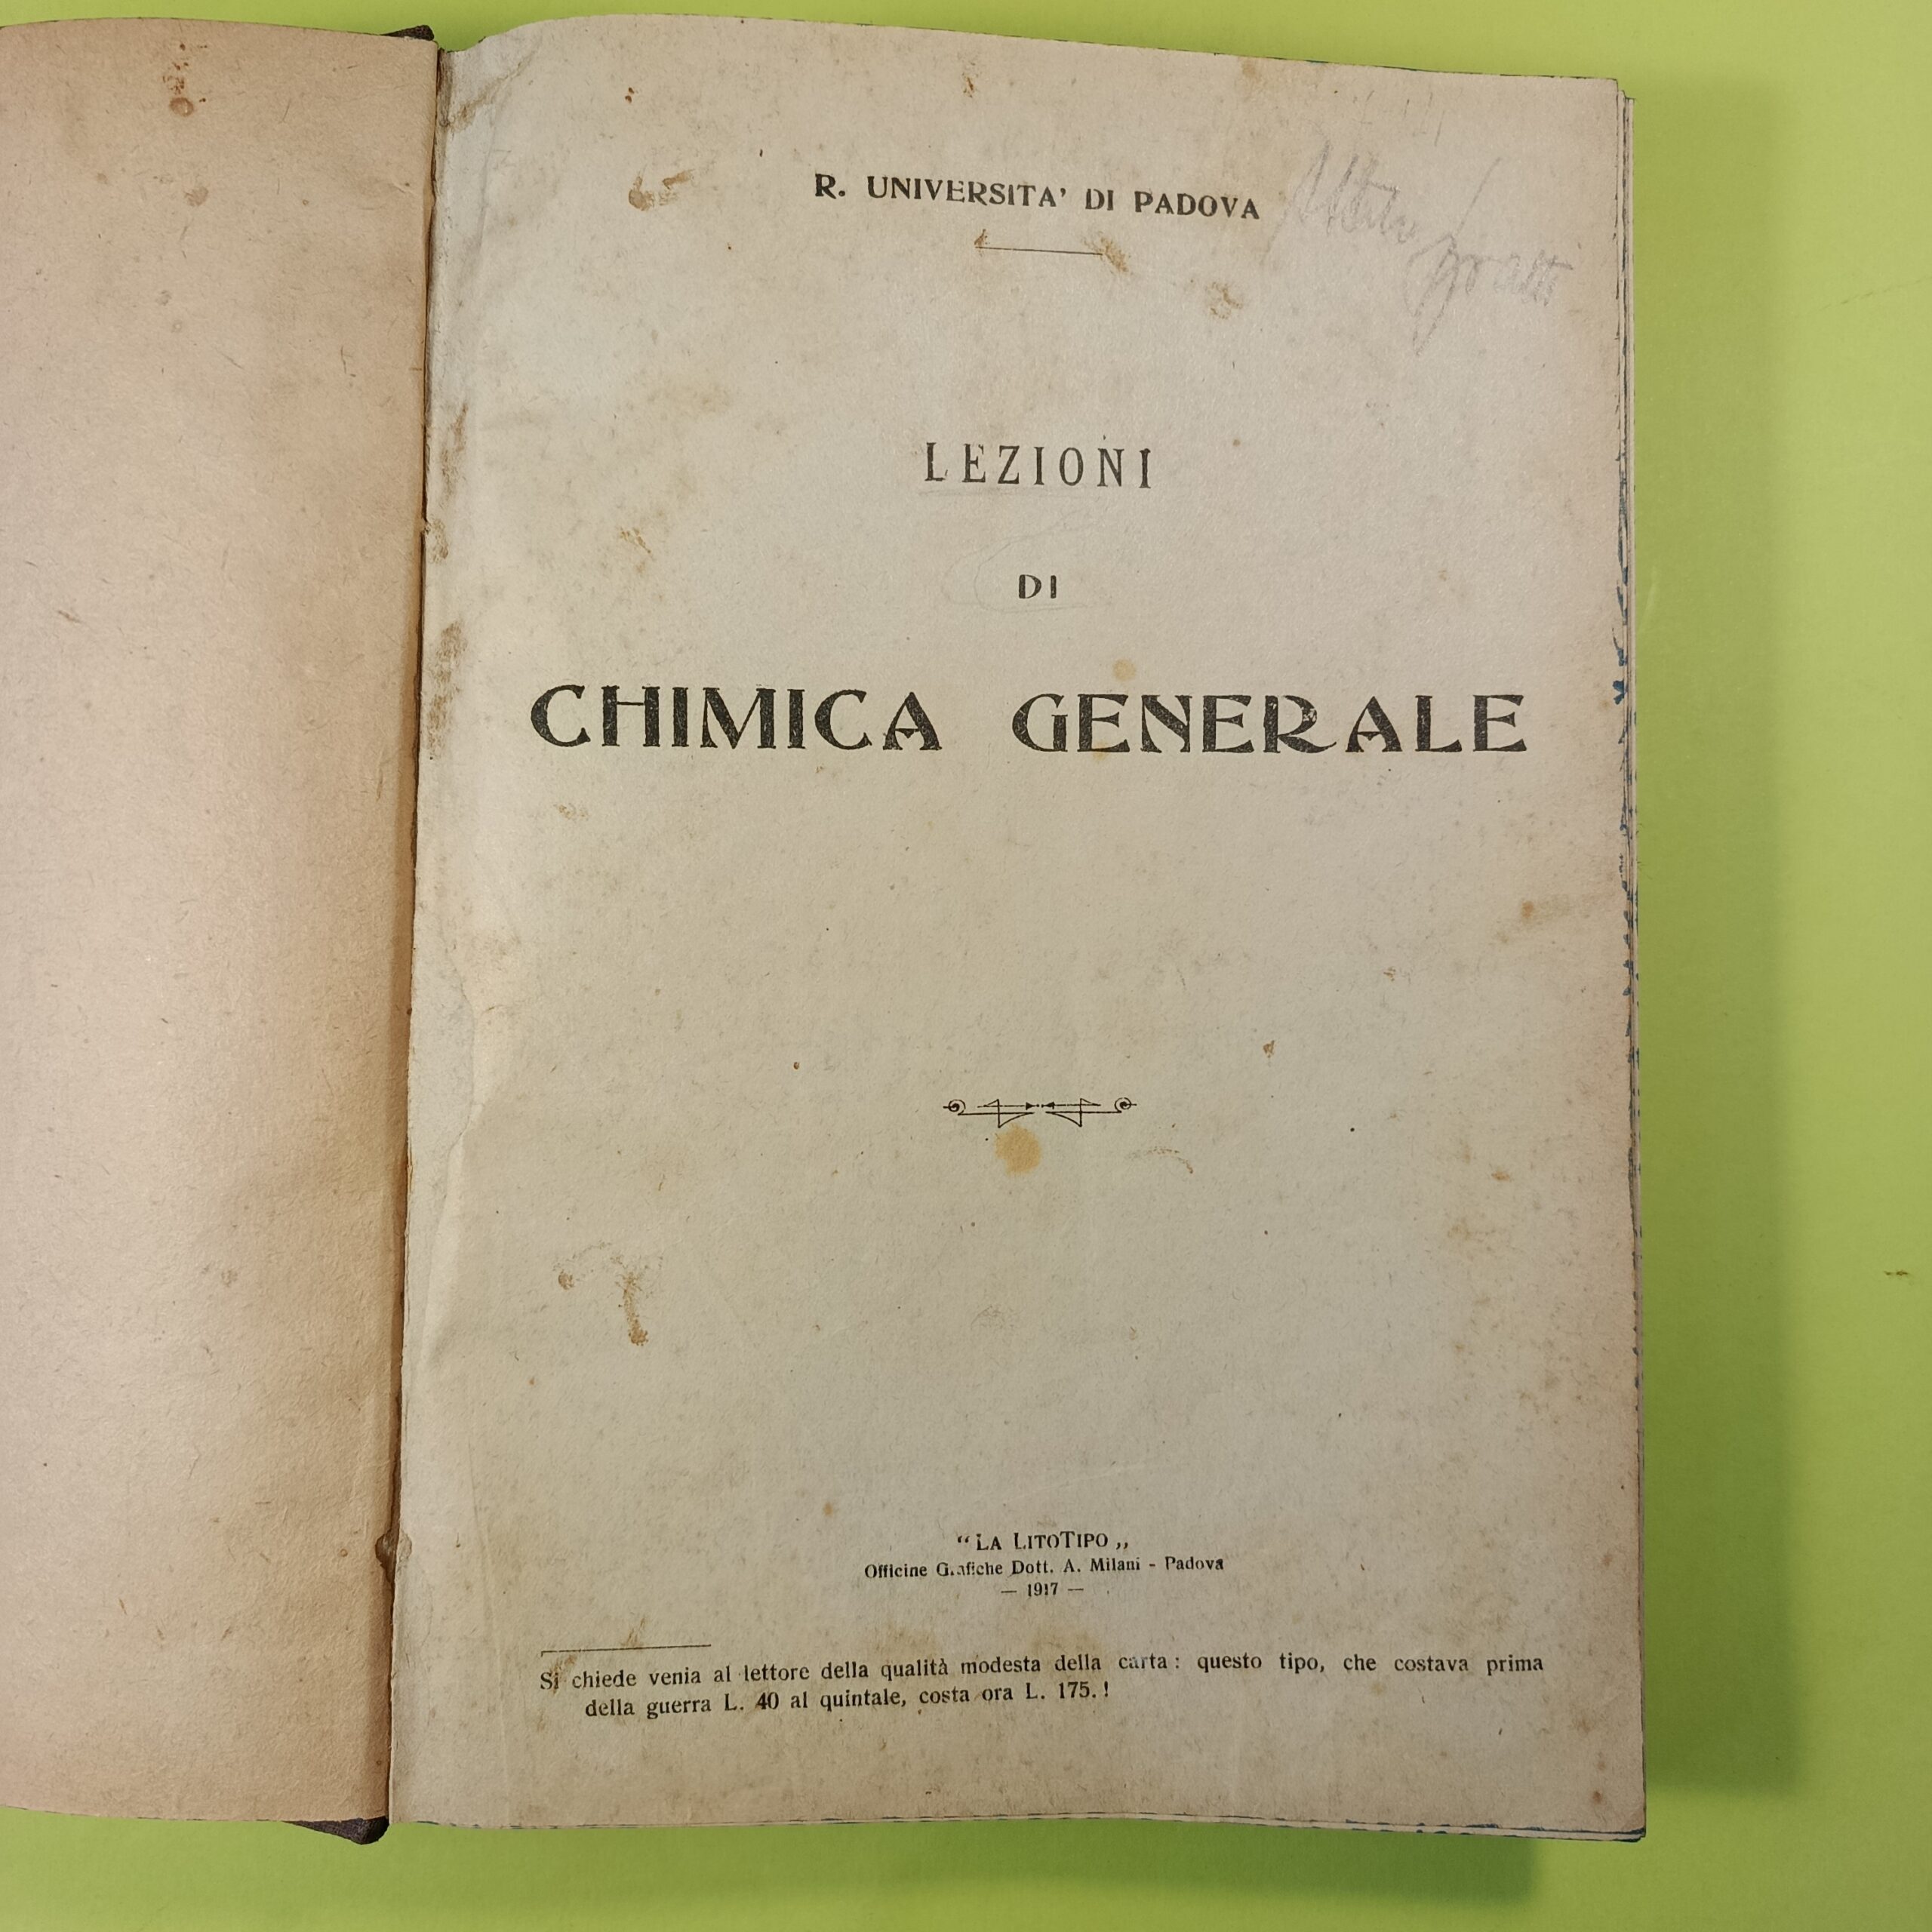 R. UNIVERSITA' DI PADOVA
LEZIONI
DI
CHIMICA GENERALE
“LA LITOTIPO„
Officine Grafiche Dott. A. Milani - Padova
— 1917 —
Si chiede venia al lettore della qualità modesta della carta: questo tipo, che costava prima
della guerra L. 40 al quintale, costa ora L. 175.!